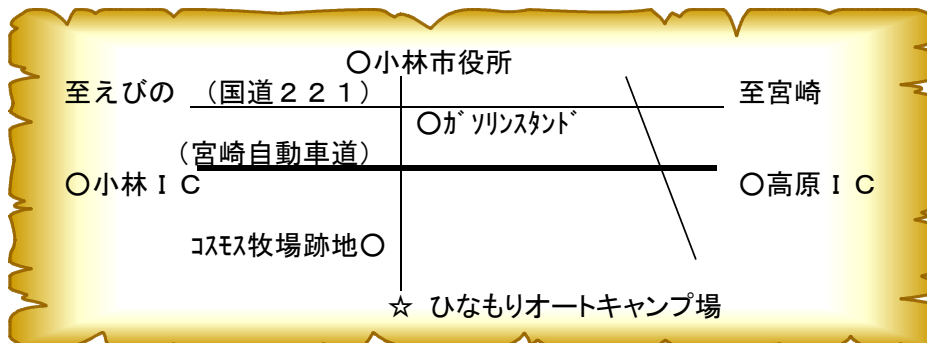 ○小林市役所
至えびの （国道２２１） 至宮崎
○ｶﾞｿﾘﾝｽﾀﾝﾄﾞ
（宮崎自動車道）
○小林ＩＣ ○高原ＩＣ
ｺｽﾓｽ牧場跡地○
☆ ひなもりオートキャンプ場